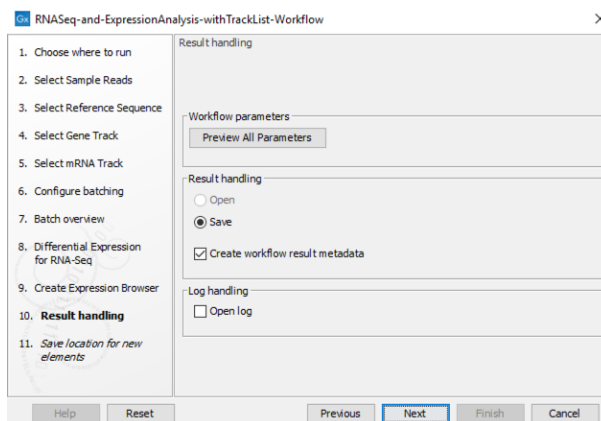 Gx RNASeq-and-ExpressionAnalysis-withTrackList-Workflow
1. Choose where to run
2. Select Sample Reads
3. Select Reference Sequence
4. Select Gene Track
5. Select mRNA Track
6. Configure batching
7. Batch overview
8. Differential Expression
for RNA-Seq
9. Create Expression Browser
10. Result handling
11. Save location for new
elements
Result handling
Workflow parameters
Preview All Parameters
Result handling
Open
Save
Create workflow result metadata
Log handling
Open log
Help
Reset
Previous
Next
Finish
Cancel